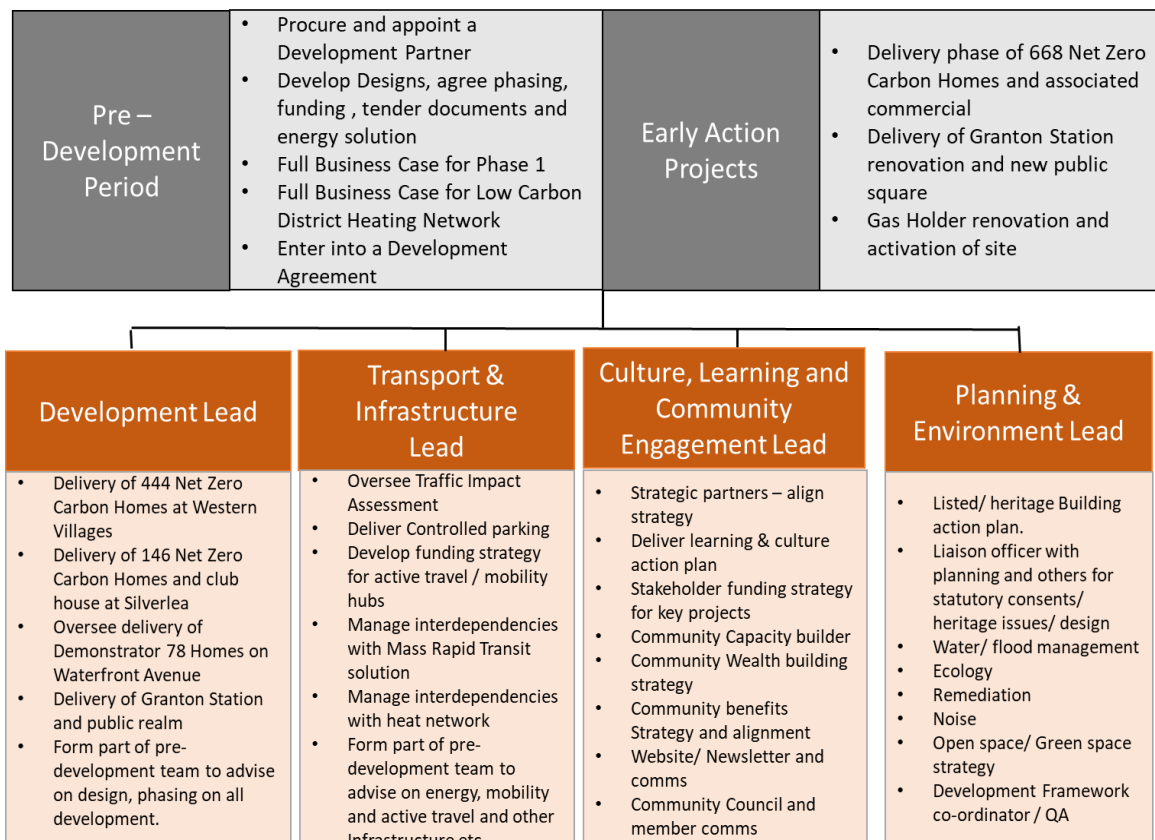 Pre –
Development
Period
• Procure and appoint a
Development Partner
• Develop Designs, agree phasing,
funding , tender documents and
energy solution
• Full Business Case for Phase 1
• Full Business Case for Low Carbon
District Heating Network
• Enter into a Development
Agreement
Early Action
Projects
• Delivery phase of 668 Net Zero
Carbon Homes and associated
commercial
• Delivery of Granton Station
renovation and new public
square
• Gas Holder renovation and
activation of site
Development Lead
• Delivery of 444 Net Zero
Carbon Homes at Western
Villages
• Delivery of 146 Net Zero
Carbon Homes and club
house at Silverlea
• Oversee delivery of
Demonstrator 78 Homes on
Waterfront Avenue
• Delivery of Granton Station
and public realm
• Form part of pre-
development team to advise
on design, phasing on all
development.
Transport &
Infrastructure
Lead
• Oversee Traffic Impact
Assessment
• Deliver Controlled parking
• Develop funding strategy
for active travel / mobility
hubs
• Manage interdependencies
with Mass Rapid Transit
solution
• Manage interdependencies
with heat network
• Form part of pre-
development team to
advise on energy, mobility
and active travel and other
Infrastructure etc
Culture, Learning and
Community
Engagement Lead
• Strategic partners – align
strategy
• Deliver learning & culture
action plan
• Stakeholder funding strategy
for key projects
• Community Capacity builder
• Community Wealth building
strategy
• Community benefits
Strategy and alignment
• Website/ Newsletter and
comms
• Community Council and
member comms
Planning &
Environment Lead
• Listed/ heritage Building
action plan.
• Liaison officer with
planning and others for
statutory consents/
heritage issues/ design
• Water/ flood management
• Ecology
• Remediation
• Noise
• Open space/ Green space
strategy
• Development Framework
co-ordinator / QA